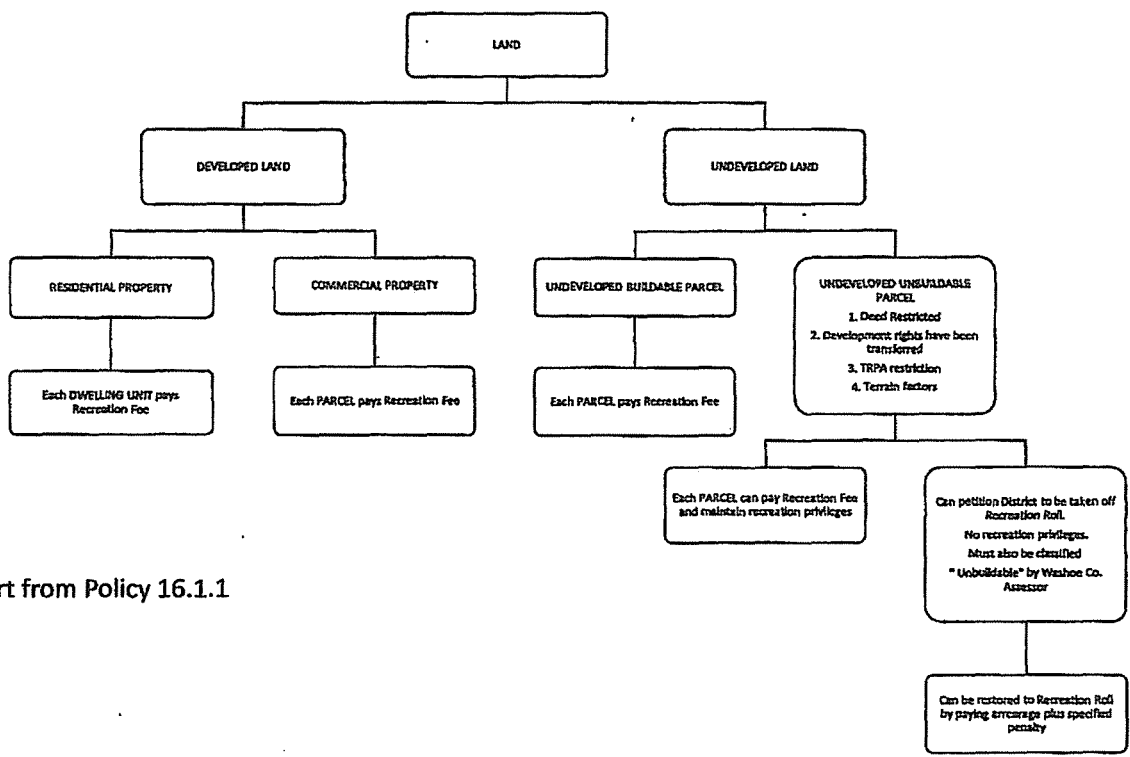 LAND
DEVELOPED LAND
UNDEVELOPED LAND
RESIDENTIAL PROPERTY
COMMERCIAL PROPERTY
UNDEVELOPED BUILDABLE PARCEL
UNDEVELOPED UNBUILDABLE
PARCEL
1. Deed Restricted
2. Development rights have been
transferred
3. TRPA restriction
4. Terrain factors
Each DWELLING UNIT pays
Recreation Fee
Each PARCEL pays Recreation Fee
Each PARCEL pays Recreation Fee
Each PARCEL can pay Recreation Fee
and maintain recreation privileges
Can petition District to be taken off
Recreation Roll.
No recreation privileges.
Must also be classified
" Unbuildable" by Washoe Co.
Assessor
rt from Policy 16.1.1
Can be restored to Recreation Roll
by paying arrearage plus specified
penalty